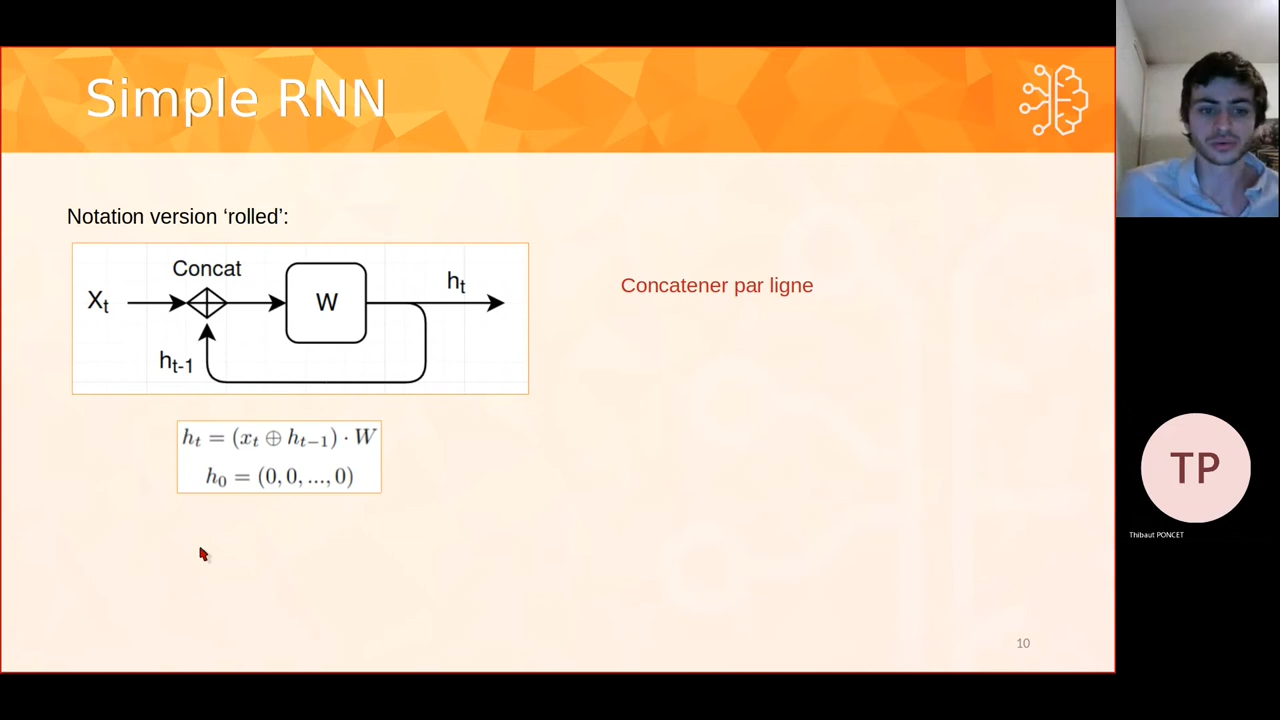 Simple RNN
Notation version ‘rolled’:
Concat
Xₜ
W
hₜ
hₜ₋₁
Concatener par ligne
hₜ = (xₜ ⊕ hₜ₋₁) · W
h₀ = (0, 0, ..., 0)
TP
Thibaut PONCET
10